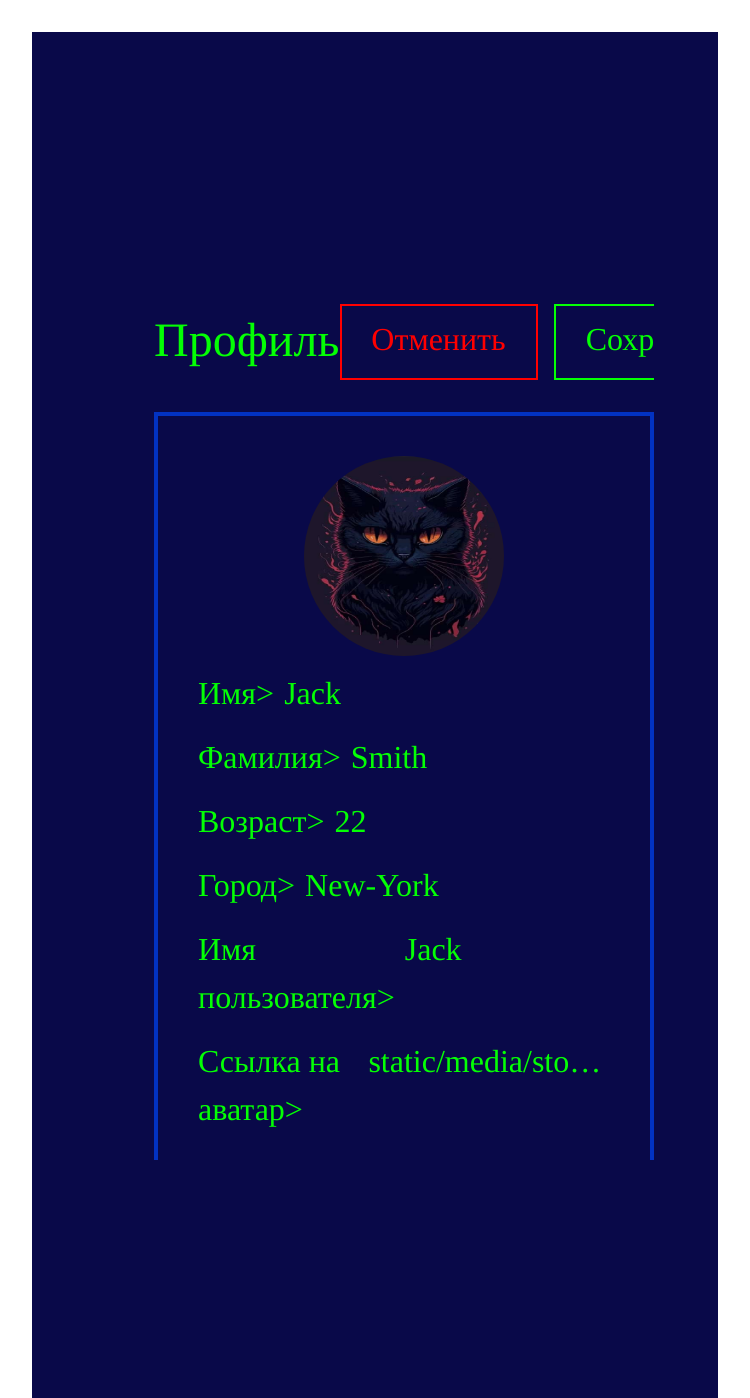 Профиль Отменить Сохр
Имя> Jack
Фамилия> Smith
Возраст> 22
Город> New-York
Имя Jack
пользователя>
Ссылка на static/media/sto…
аватар>